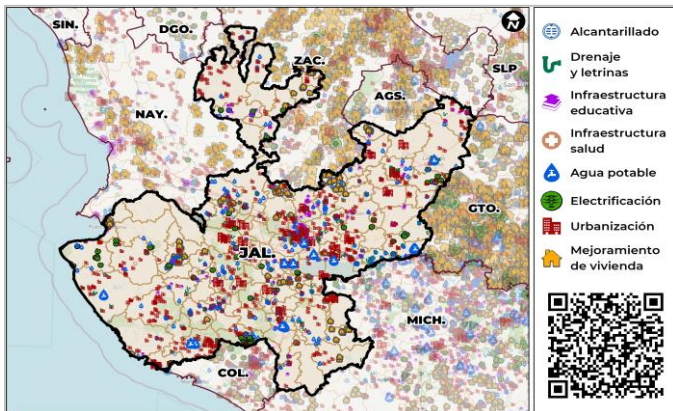 SIN.
DGO.
ZAC.
SLP
AGS.
NAY.
GTO.
JAL.
MICH.
COL.
Alcantarillado
Drenaje
y letrinas
Infraestructura
educativa
Infraestructura
salud
Agua potable
Electrificación
Urbanización
Mejoramiento
de vivienda